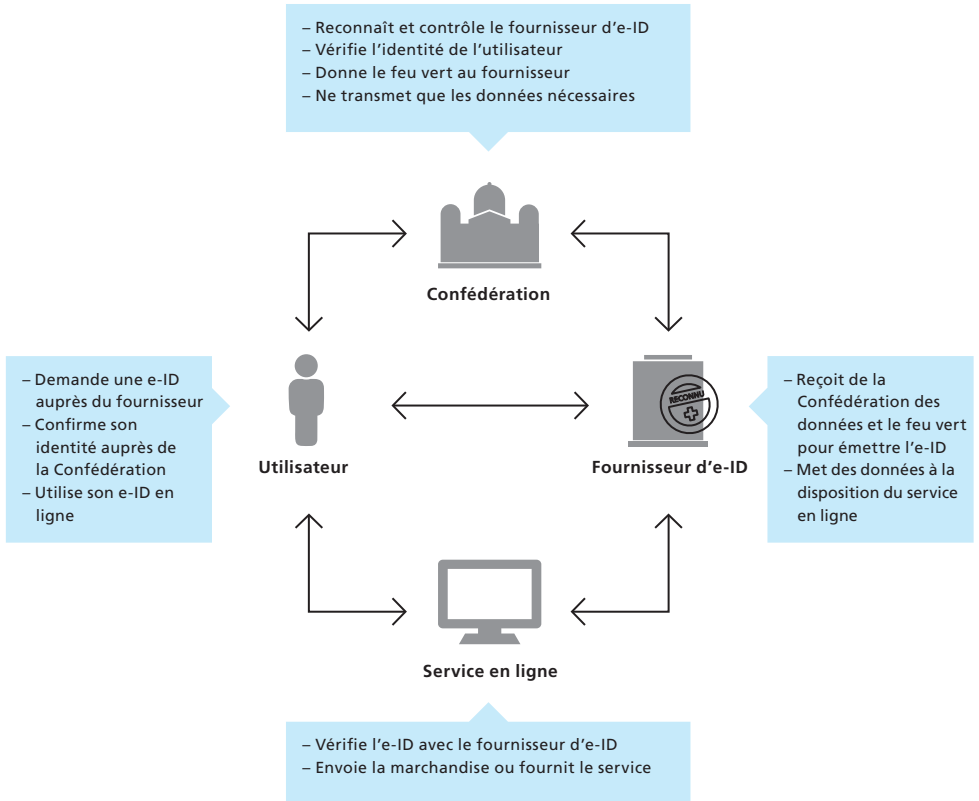 – Reconnaît et contrôle le fournisseur d’e-ID
– Vérifie l’identité de l’utilisateur
– Donne le feu vert au fournisseur
– Ne transmet que les données nécessaires
Confédération
– Demande une e-ID
auprès du fournisseur
– Confirme son
identité auprès de
la Confédération
– Utilise son e-ID en
ligne
Utilisateur
RECONNU
Fournisseur d’e-ID
– Reçoit de la
Confédération des
données et le feu vert
pour émettre l’e-ID
– Met des données à la
disposition du service
en ligne
Service en ligne
– Vérifie l’e-ID avec le fournisseur d’e-ID
– Envoie la marchandise ou fournit le service